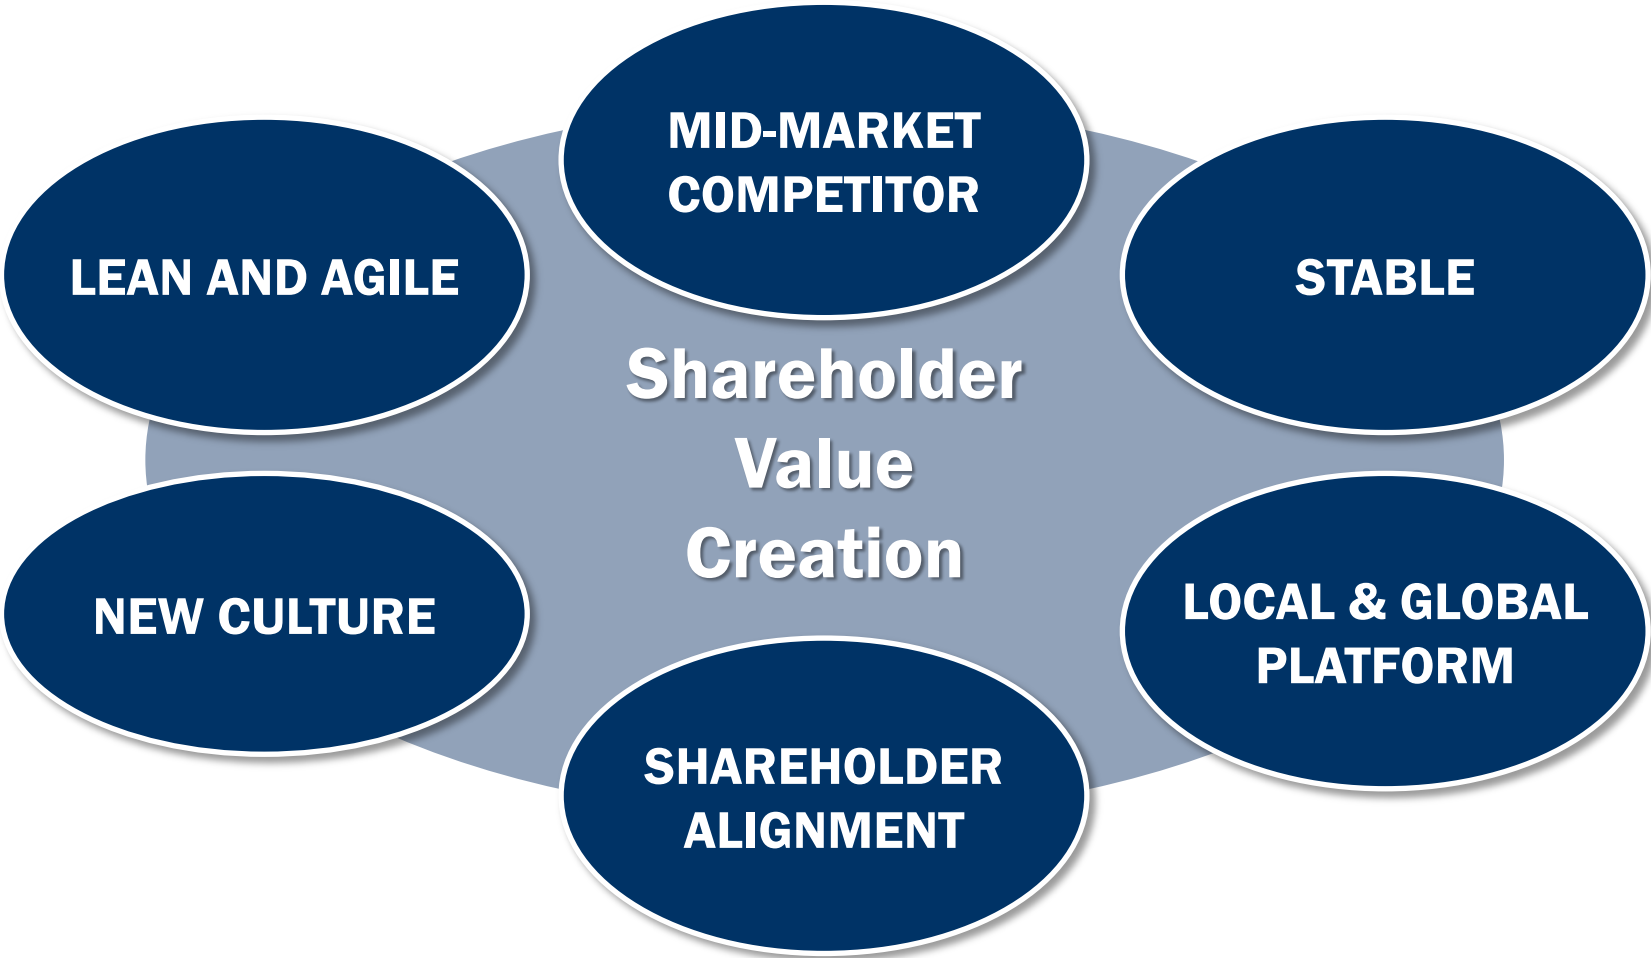 MID-MARKET
COMPETITOR
LEAN AND AGILE
STABLE
Shareholder
Value
Creation
NEW CULTURE
LOCAL & GLOBAL
PLATFORM
SHAREHOLDER
ALIGNMENT